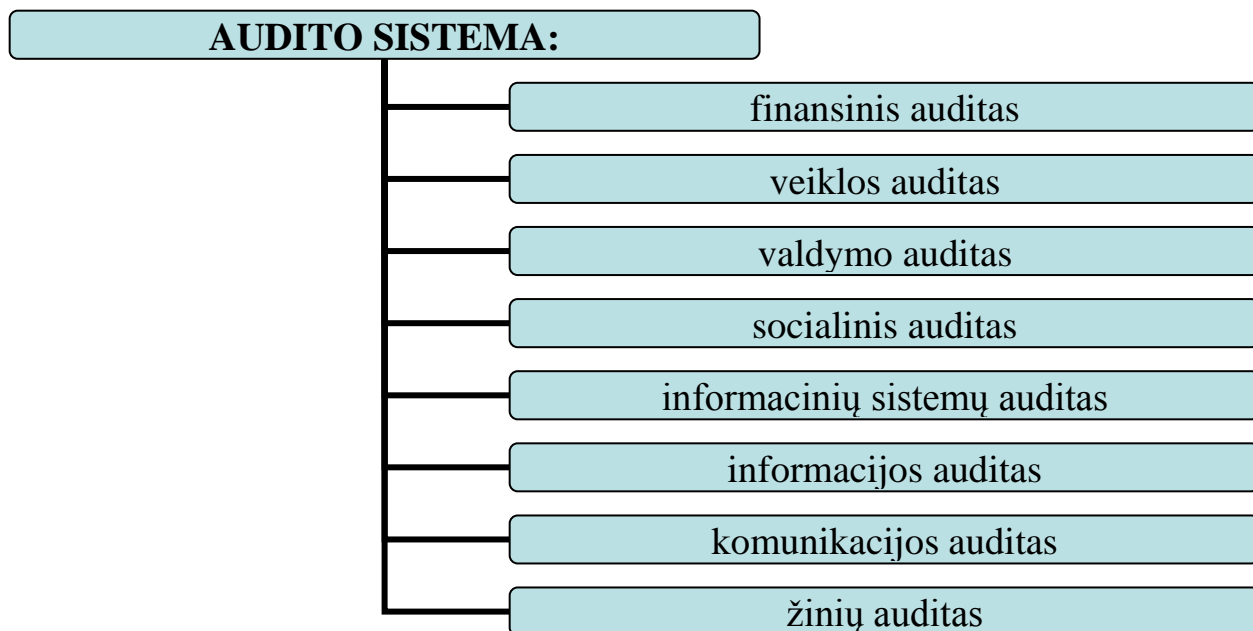 AUDITO SISTEMA:
finansinis auditas
veiklos auditas
valdymo auditas
socialinis auditas
informacinių sistemų auditas
informacijos auditas
komunikacijos auditas
žinių auditas